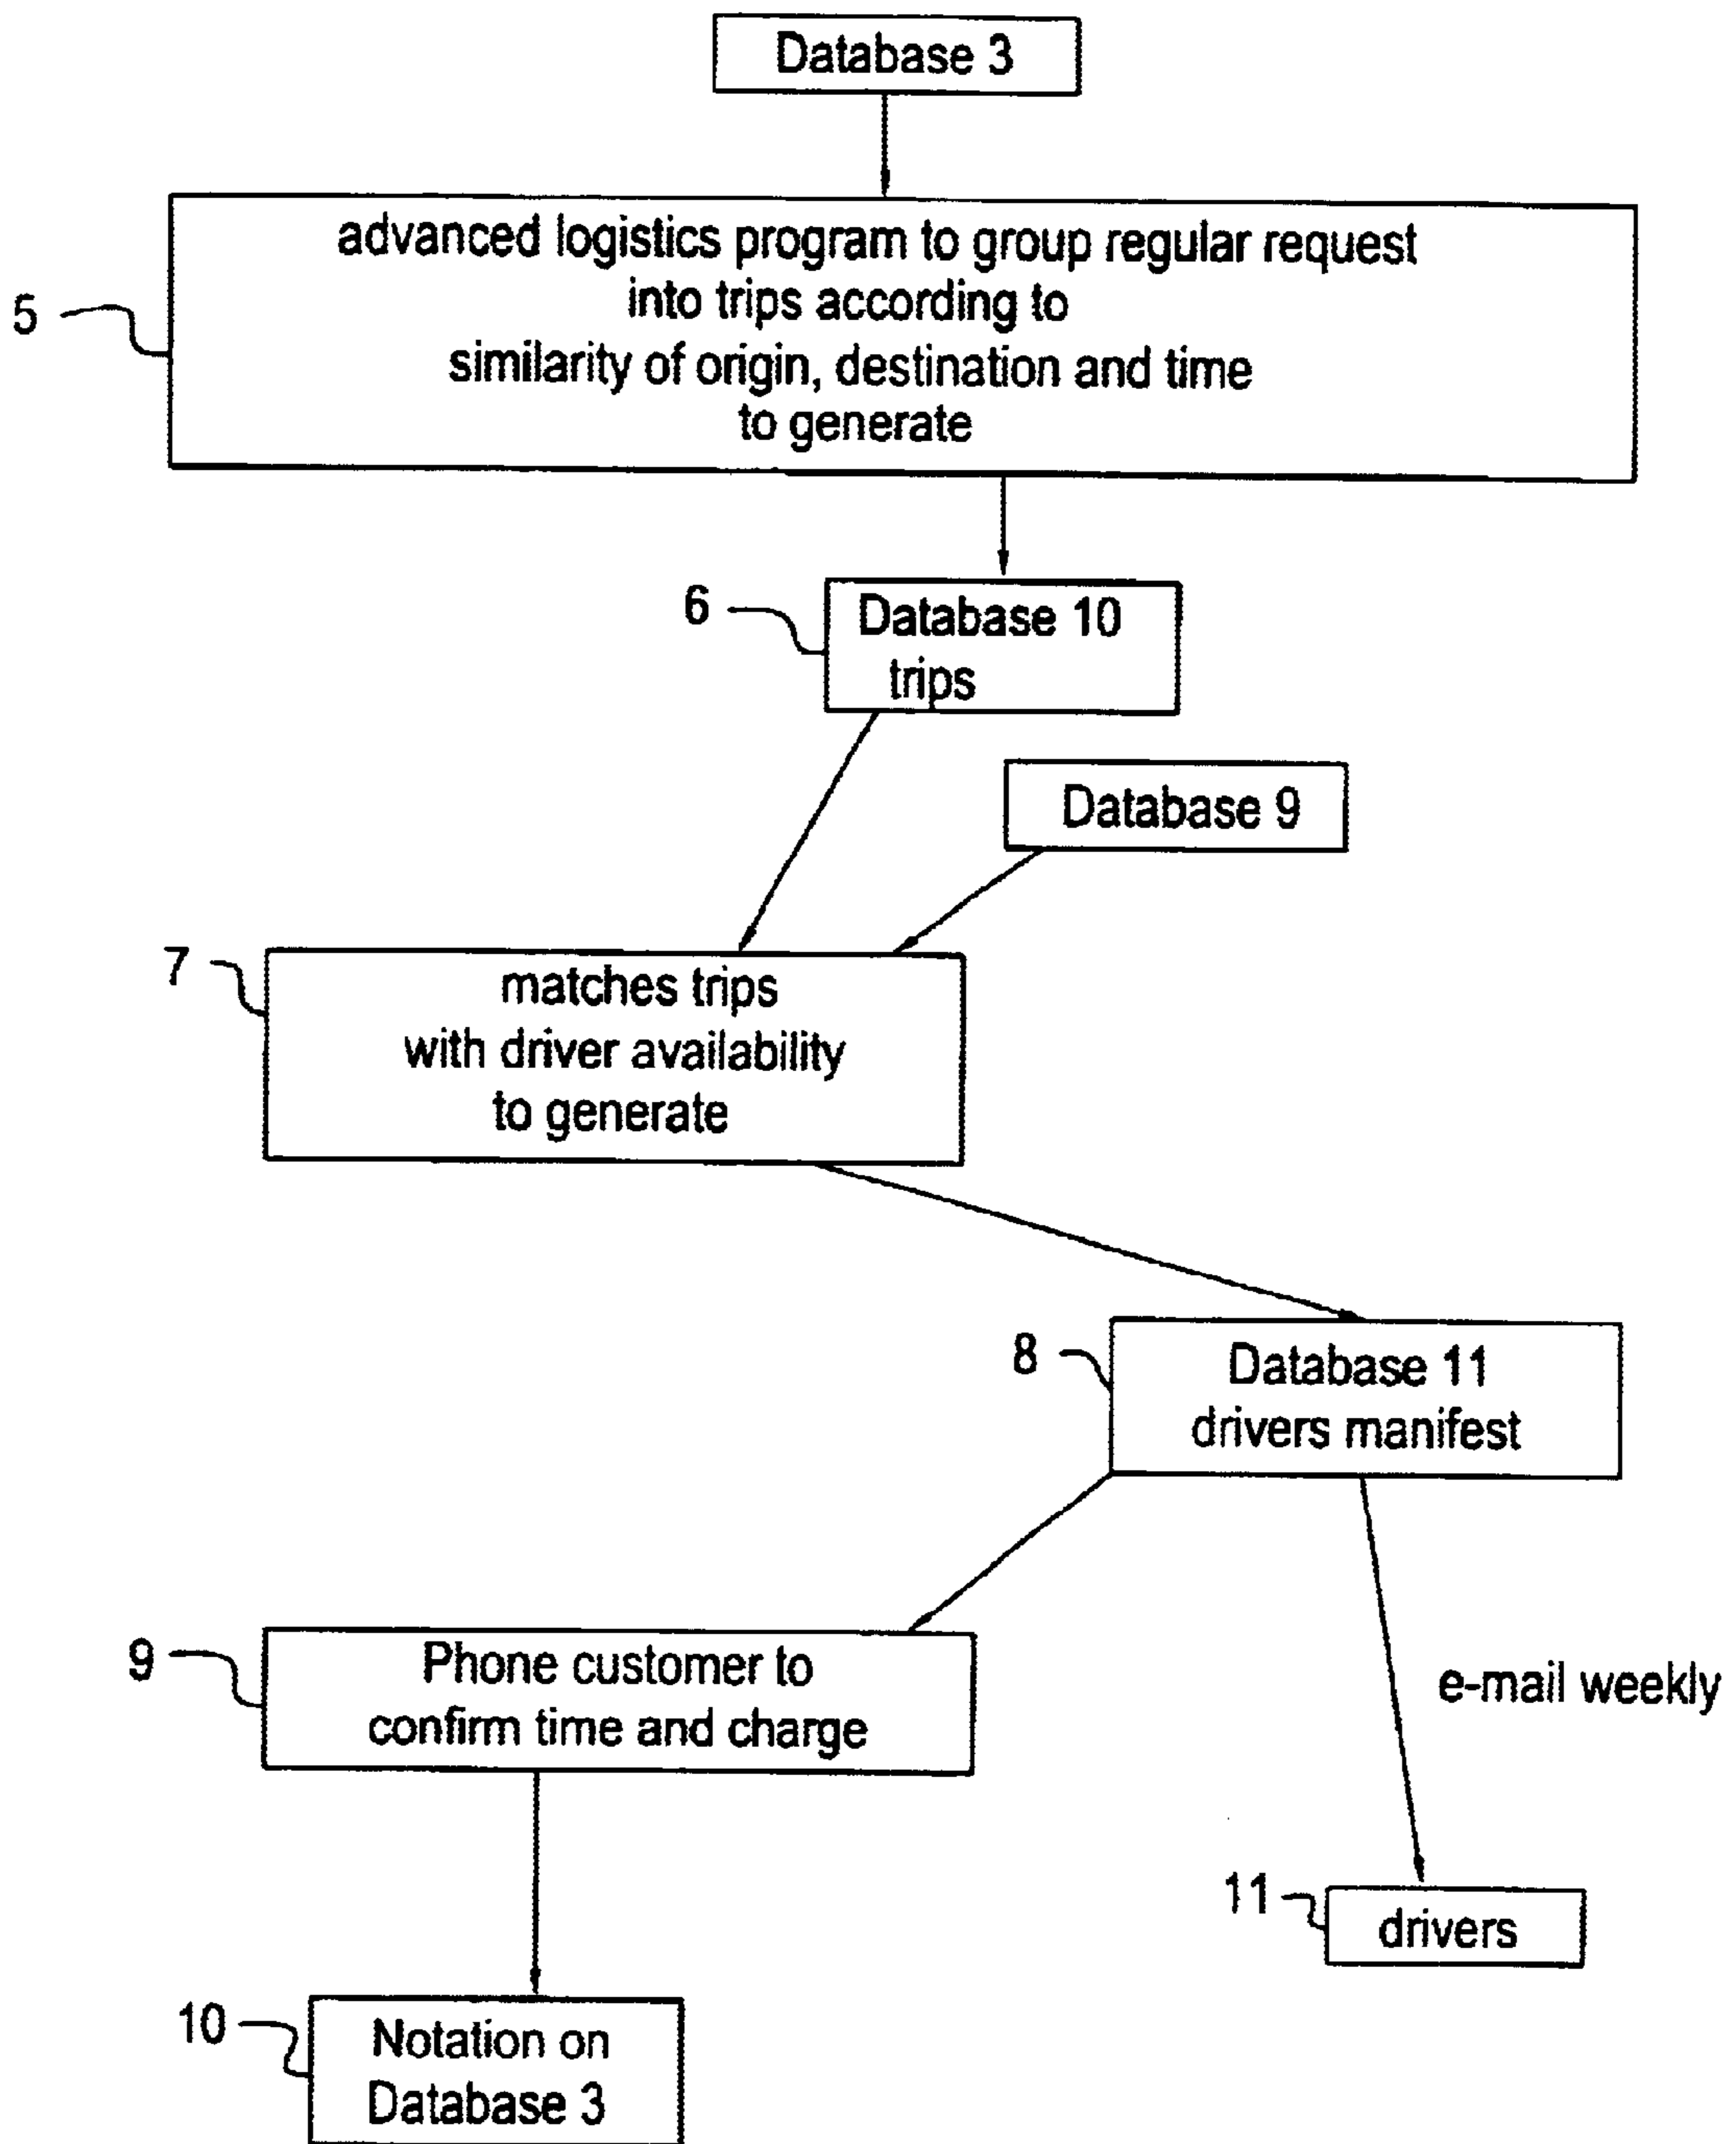 Database 3
5
advanced logistics program to group regular request
into trips according to
similarity of origin, destination and time
to generate
6
Database 10
trips
Database 9
7
matches trips
with driver availability
to generate
8
Database 11
drivers manifest
9
Phone customer to
confirm time and charge
e-mail weekly
11
drivers
10
Notation on
Database 3